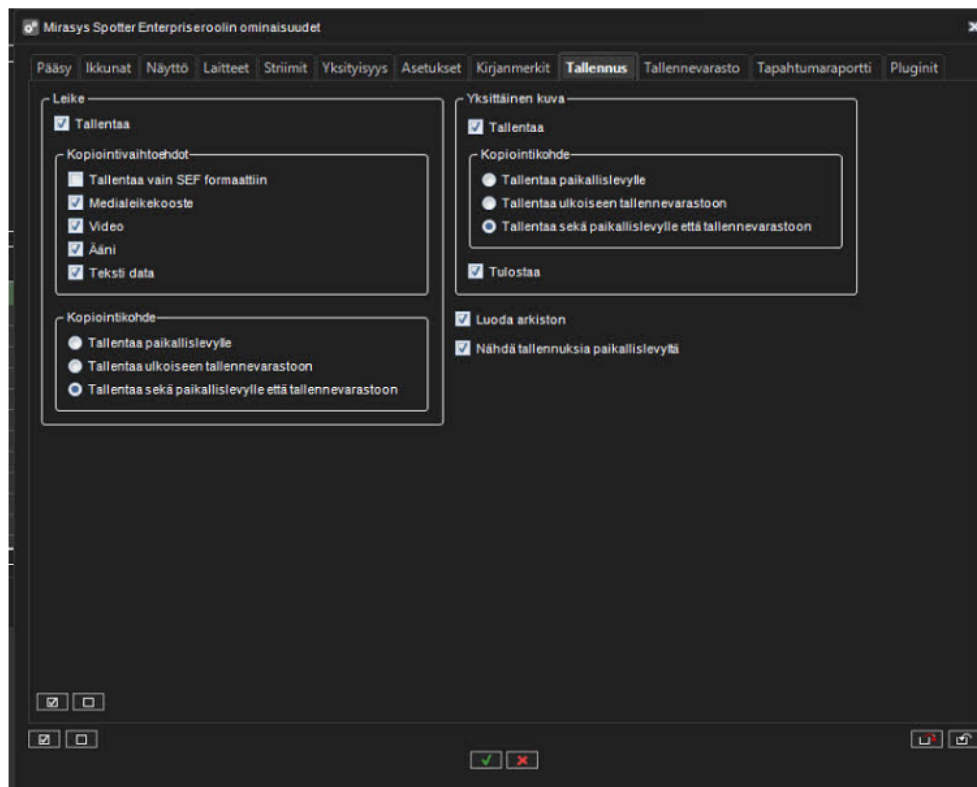 Mirasys Spotter Enterpriseroolin ominaisuudet
Pääsy Ikkunat Näyttö Laitteet Striimit Yksityisyys Asetukset Kirjanmerkit Tallennus Tallennevarasto Tapahtumaraportti Pluginit
Leike
Tallentaa
Kopiointivaihtoehdot
Tallentaa vain SEF formaattiin
Medialeikekooste
Video
Ääni
Teksti data
Kopiointikohde
Tallentaa paikallislevylle
Tallentaa ulkoiseen tallennevarastoon
Tallentaa sekä paikallislevylle että tallennevarastoon
Yksittäinen kuva
Tallentaa
Kopiointikohde
Tallentaa paikallislevylle
Tallentaa ulkoiseen tallennevarastoon
Tallentaa sekä paikallislevylle että tallennevarastoon
Tulostaa
Luoda arkiston
Nähdä tallennuksia paikallislevyltä